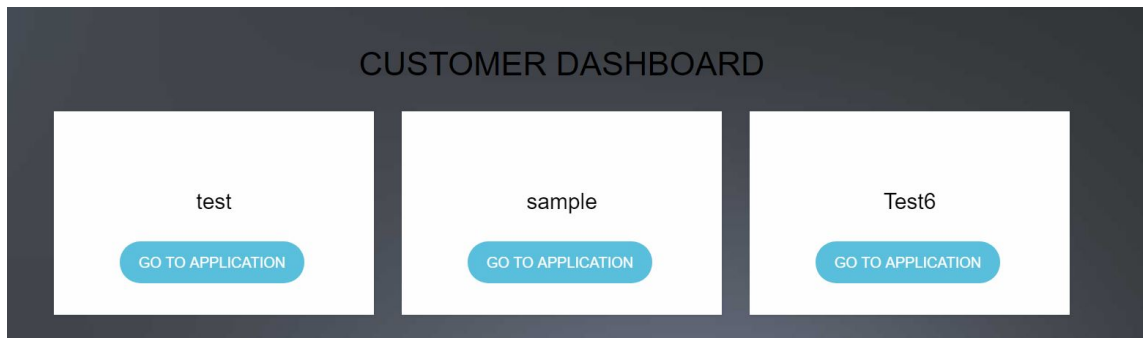 CUSTOMER DASHBOARD
test
GO TO APPLICATION
sample
GO TO APPLICATION
Test6
GO TO APPLICATION